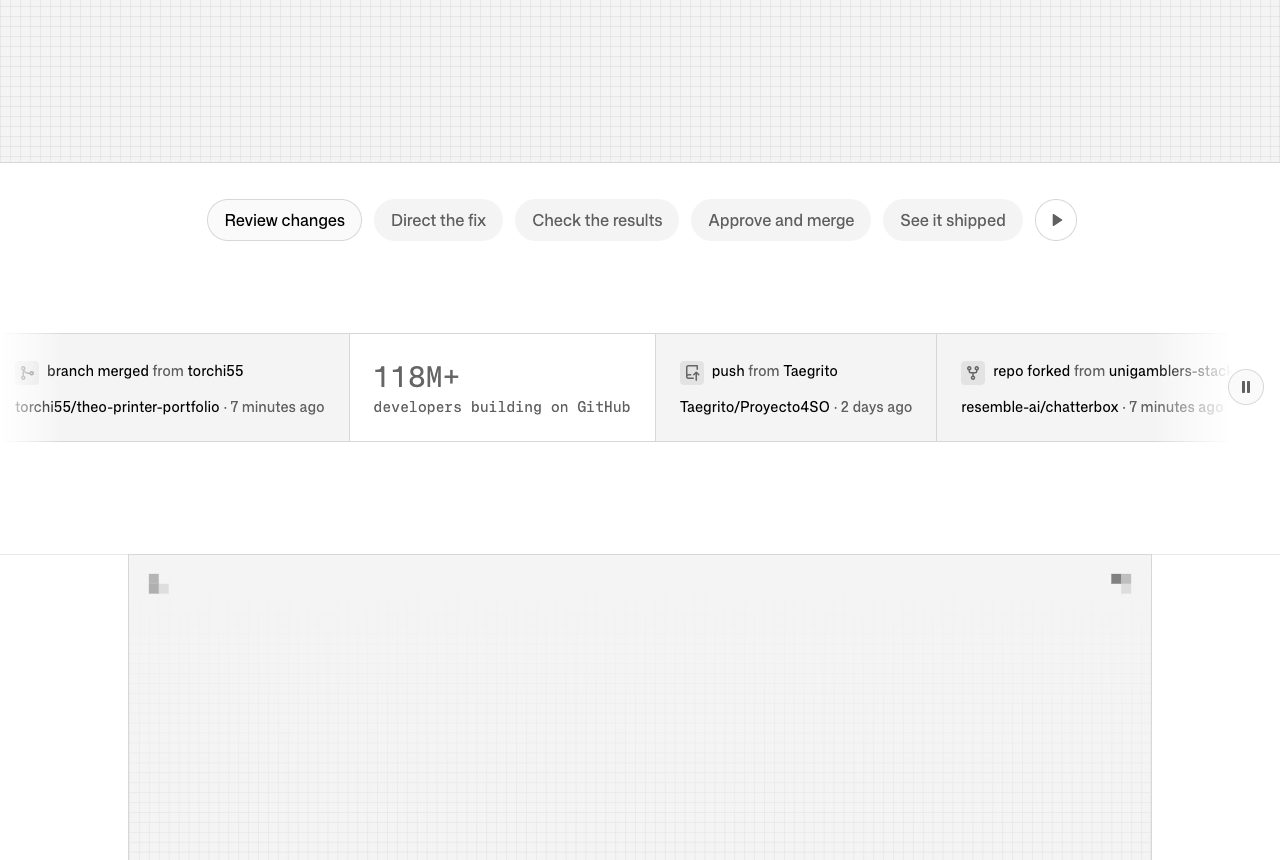 Review changes
Direct the fix
Check the results
Approve and merge
See it shipped
branch merged from torchi55
torchi55/theo-printer-portfolio · 7 minutes ago
118M+
developers building on GitHub
push from Taegrito
Taegrito/Proyecto4SO · 2 days ago
repo forked from unigamblers-stac
resemble-ai/chatterbox · 7 minutes ago